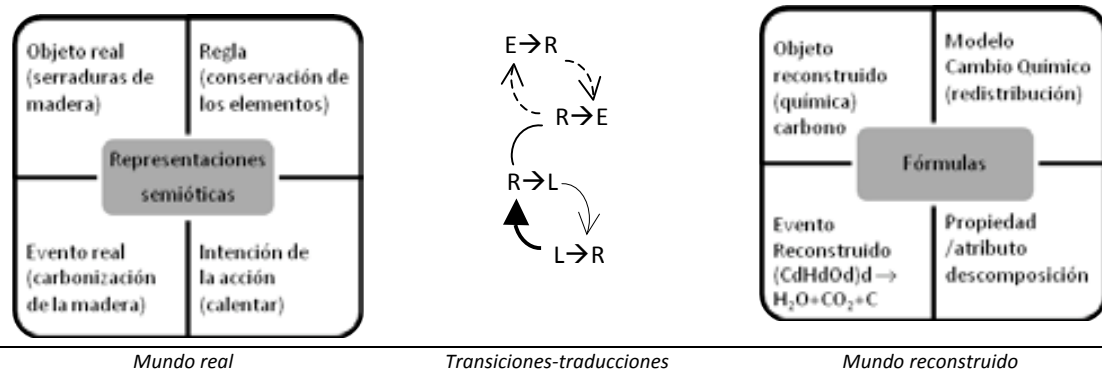 Objeto real
(serraduras de
madera)
Regla
(conservación de
los elementos)
Representaciones
semióticas
Evento real
(carbonización
de la madera)
Intención de
la acción
(calentar)
E→R
R→E
R→L
L→R
Objeto
reconstruido
(química)
carbono
Modelo
Cambio Químico
(redistribución)
Fórmulas
Evento
Reconstruido
(CdHdOd)d →
H₂O+CO₂+C
Propiedad
/atributo
descomposición
Mundo real
Transiciones-traducciones
Mundo reconstruido